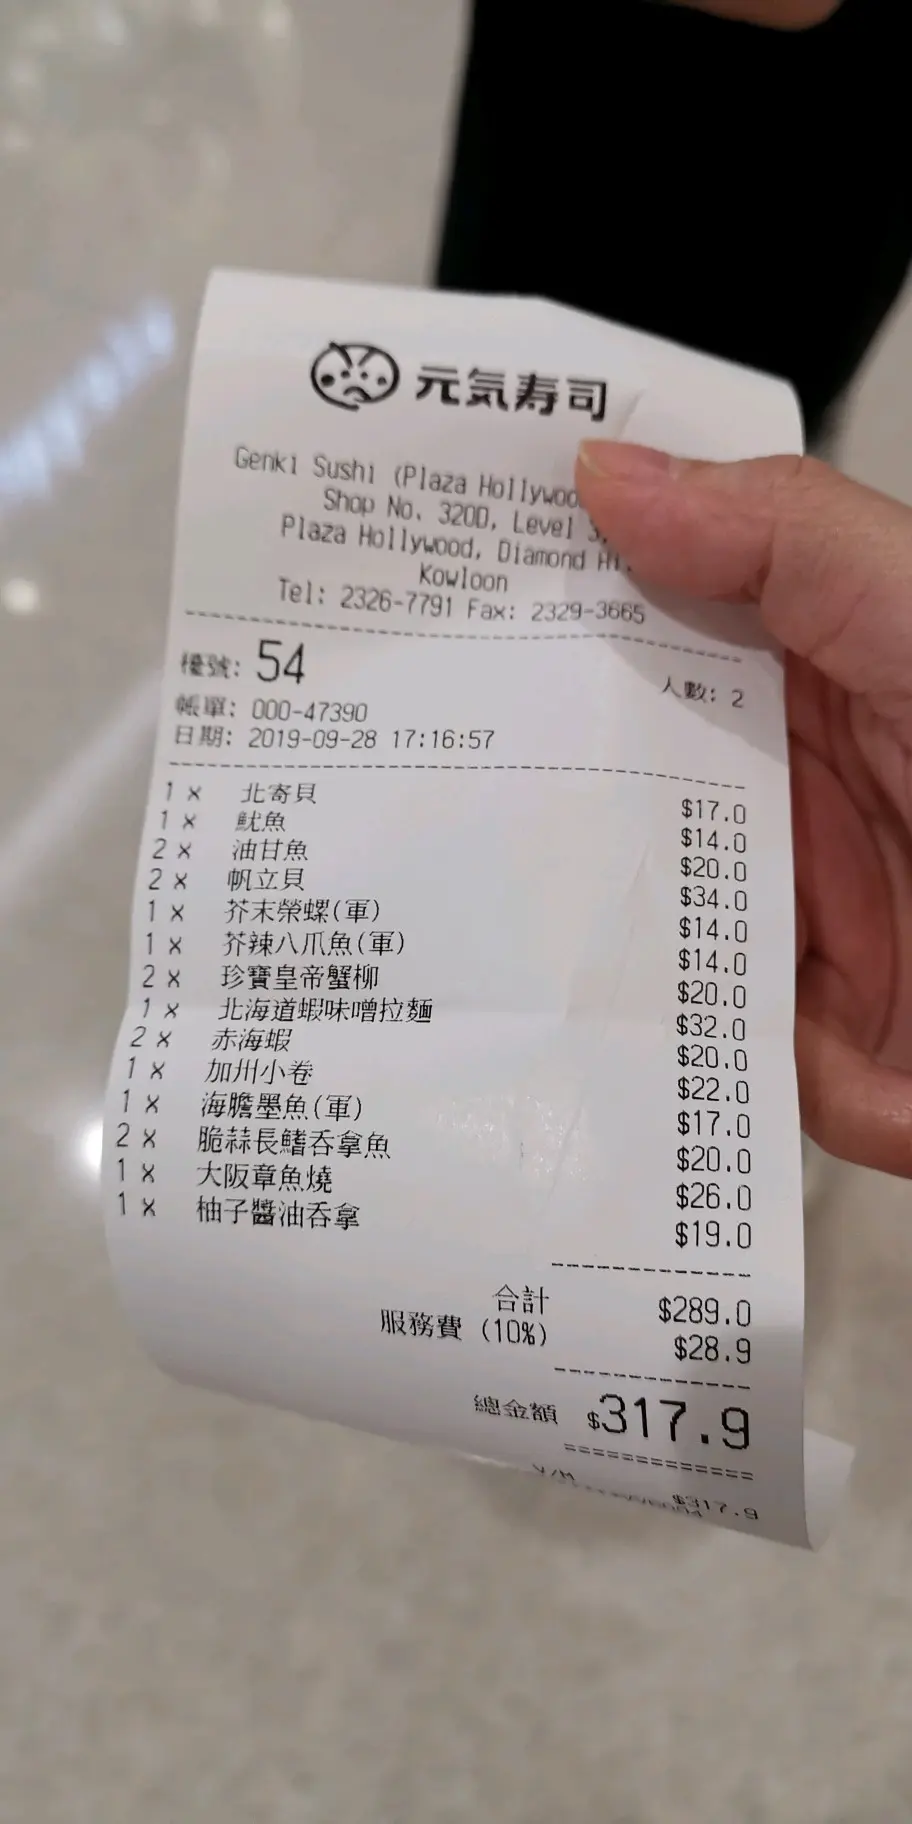 元気寿司
Genki Sushi (Plaza Hollywoo
Shop No. 320D, Level 3,
Plaza Hollywood, Diamond Hi
Kowloon
Tel: 2326-7791 Fax: 2329-3665
檯號: 54 人數: 2
帳單: 000-47390
日期: 2019-09-28 17:16:57
1 x 北寄貝 $17.0
1 x 魷魚 $14.0
2 x 油甘魚 $20.0
2 x 帆立貝 $34.0
1 x 芥末榮螺(軍) $14.0
1 x 芥辣八爪魚(軍) $14.0
2 x 珍寶皇帝蟹柳 $20.0
1 x 北海道蝦味噌拉麵 $32.0
2 x 赤海蝦 $20.0
1 x 加州小卷 $22.0
1 x 海膽墨魚(軍) $17.0
2 x 脆蒜長鰭吞拿魚 $20.0
1 x 大阪章魚燒 $26.0
1 x 柚子醬油吞拿 $19.0
合計 $289.0
服務費 (10%) $28.9
總金額 $317.9
$317.9